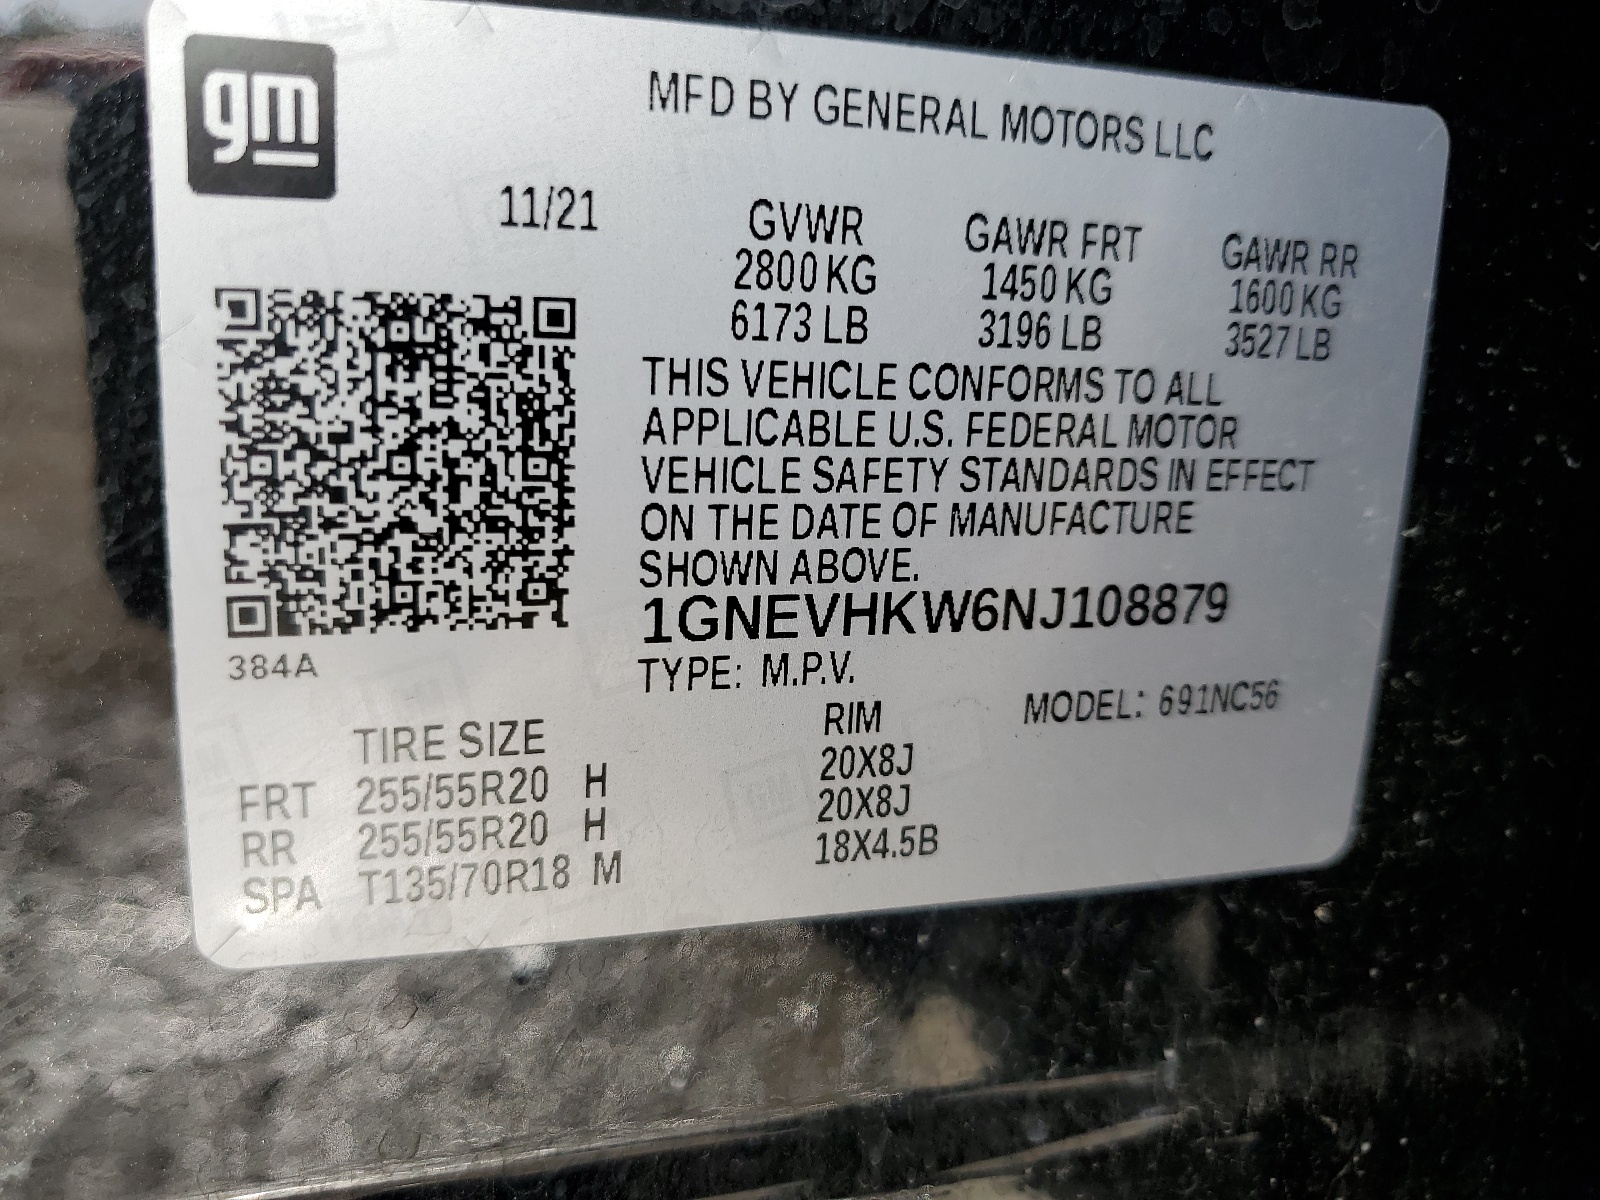 gm
MFD BY GENERAL MOTORS LLC
11/21
GVWR GAWR FRT GAWR RR
2800 KG 1450 KG 1600 KG
6173 LB 3196 LB 3527 LB
THIS VEHICLE CONFORMS TO ALL
APPLICABLE U.S. FEDERAL MOTOR
VEHICLE SAFETY STANDARDS IN EFFECT
ON THE DATE OF MANUFACTURE
SHOWN ABOVE.
1GNEVHKW6NJ108879
384A
TYPE: M.P.V. MODEL: 691NC56
TIRE SIZE RIM
FRT 255/55R20 H 20X8J
RR 255/55R20 H 20X8J
SPA T135/70R18 M 18X4.5B